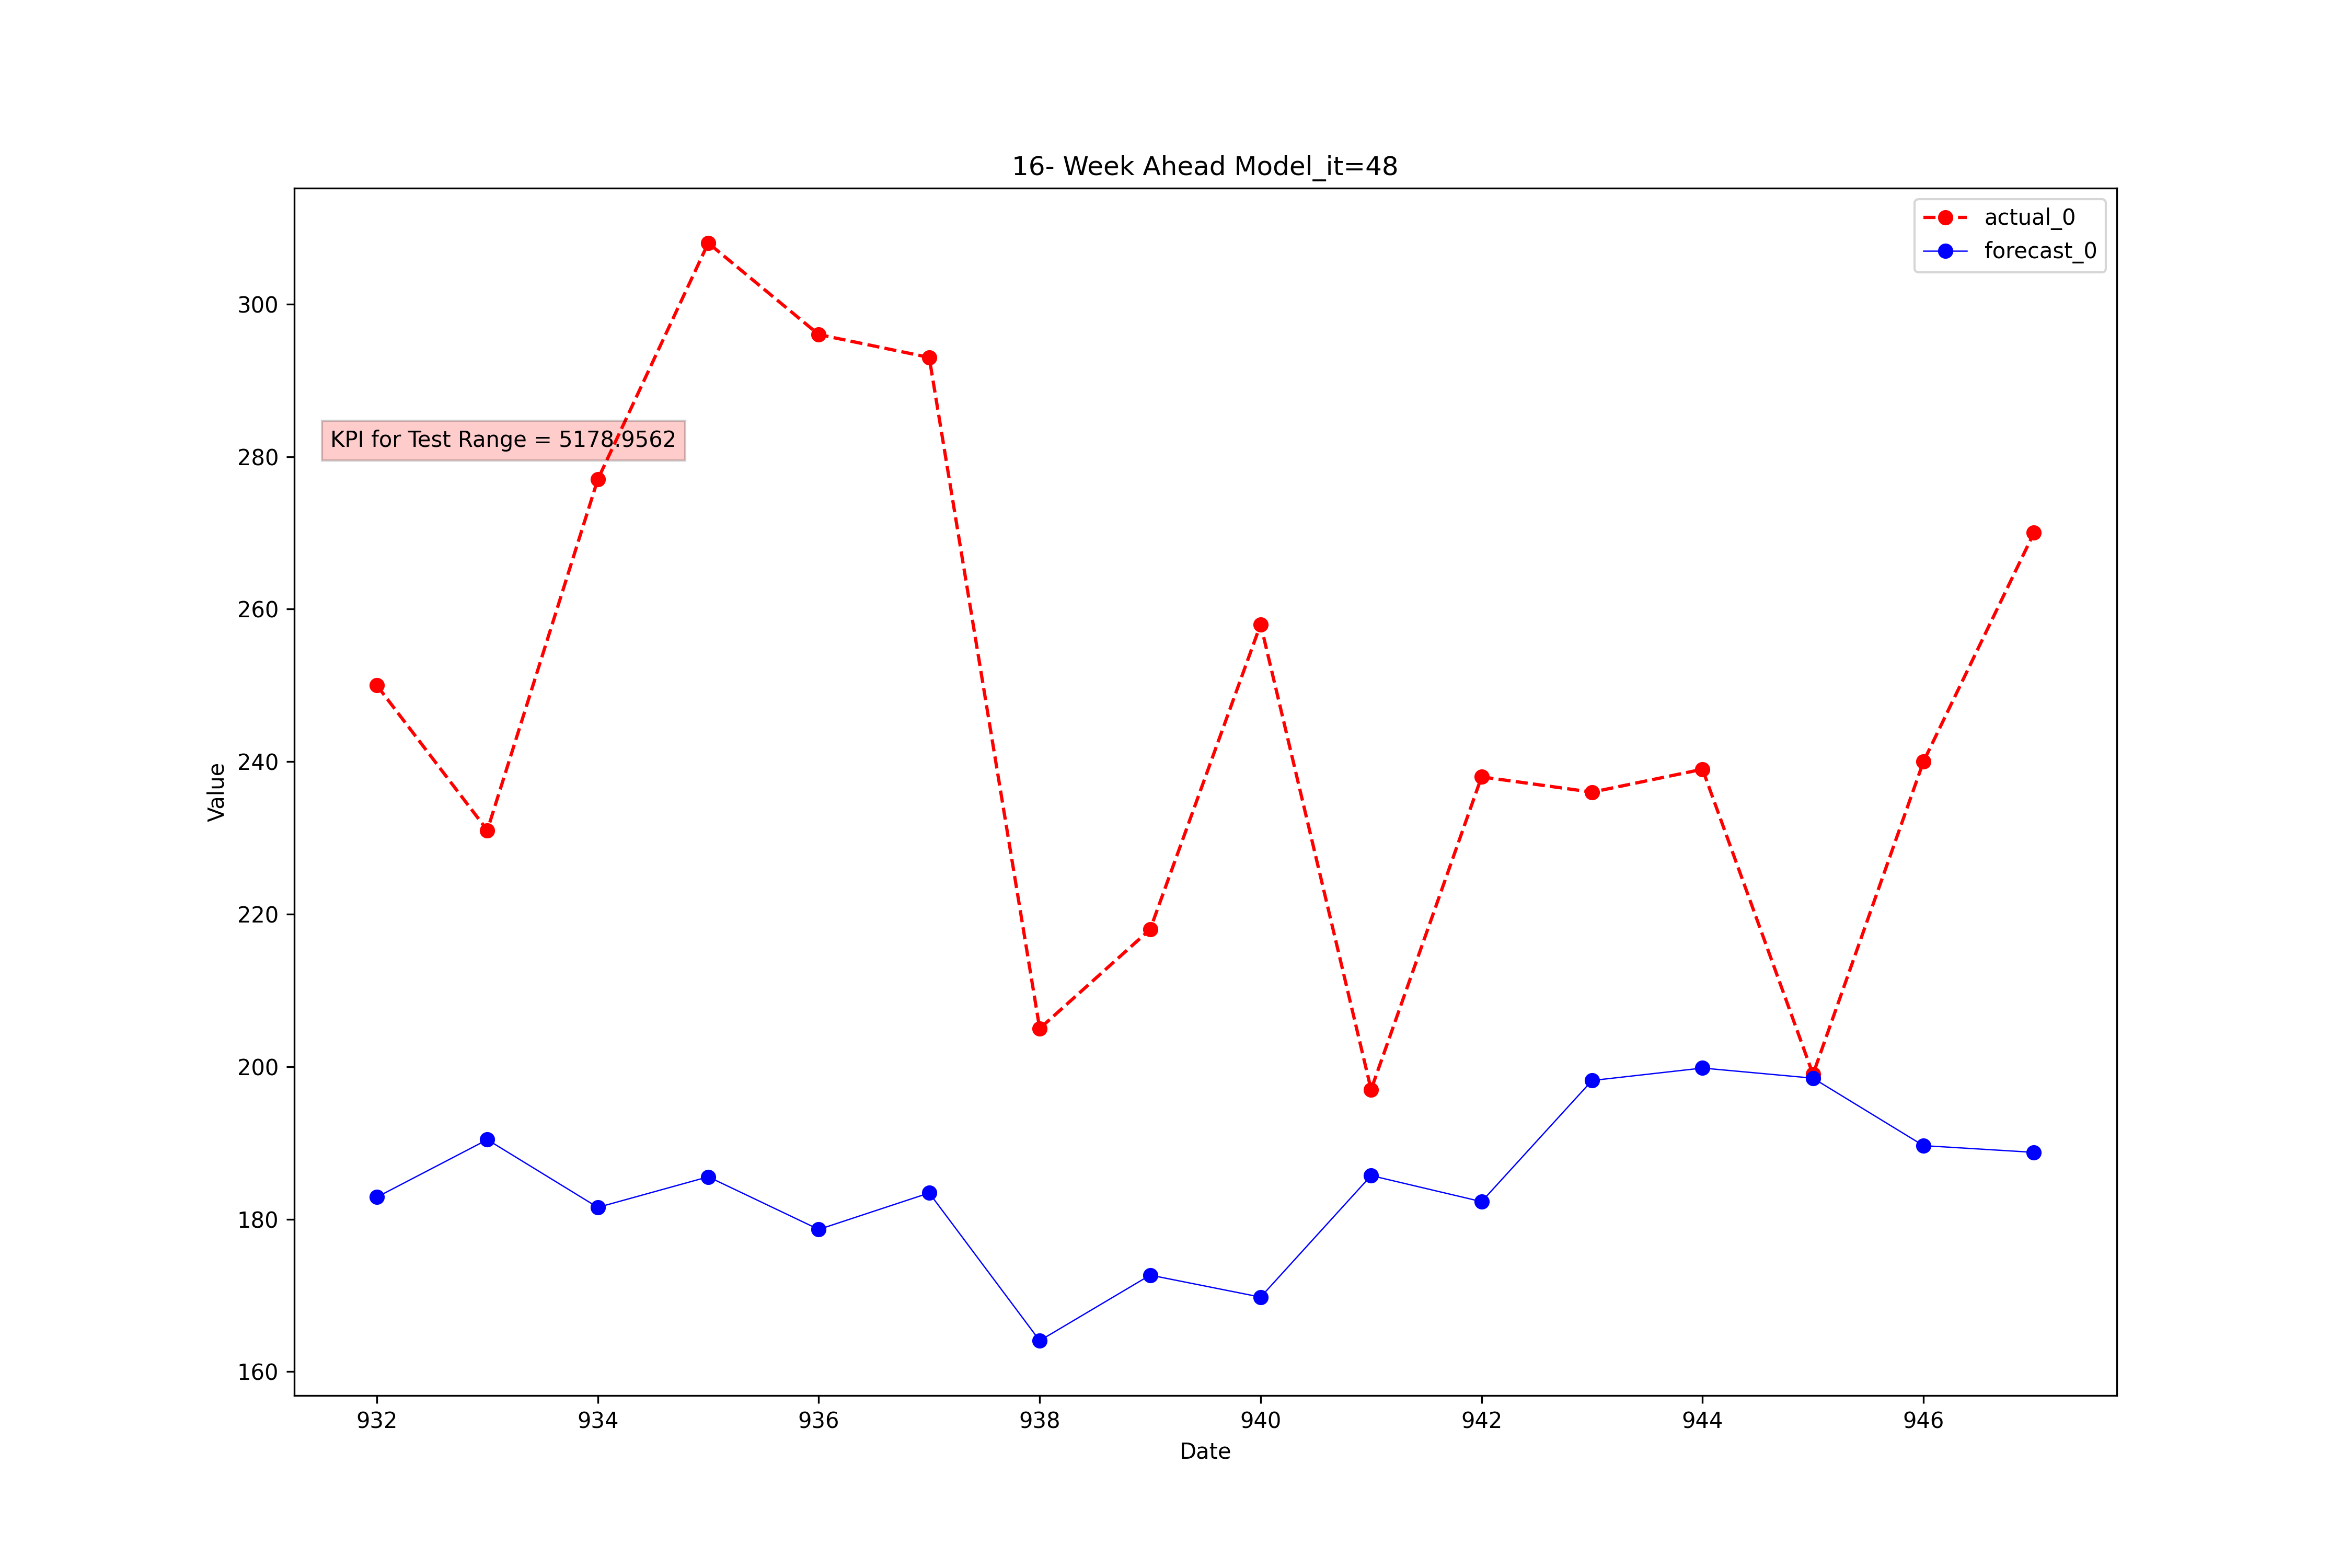 16- Week Ahead Model_it=48
actual_0
forecast_0
KPI for Test Range = 5178.9562
Value
300
280
260
240
220
200
180
160
932 934 936 938 940 942 944 946
Date